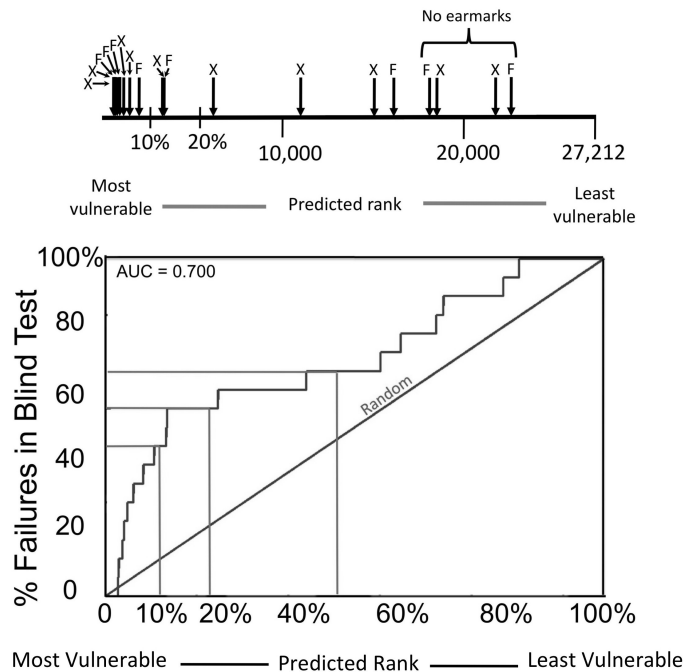 No earmarks
X X F F F X X F X F X X X F F X X F
10% 20% 10,000 20,000 27,212
Most
vulnerable
Predicted rank
Least
vulnerable
% Failures in Blind Test
100%
80
60
40
20
0
AUC = 0.700
Random
0 10% 20% 40% 60% 80% 100%
Most Vulnerable Predicted Rank Least Vulnerable